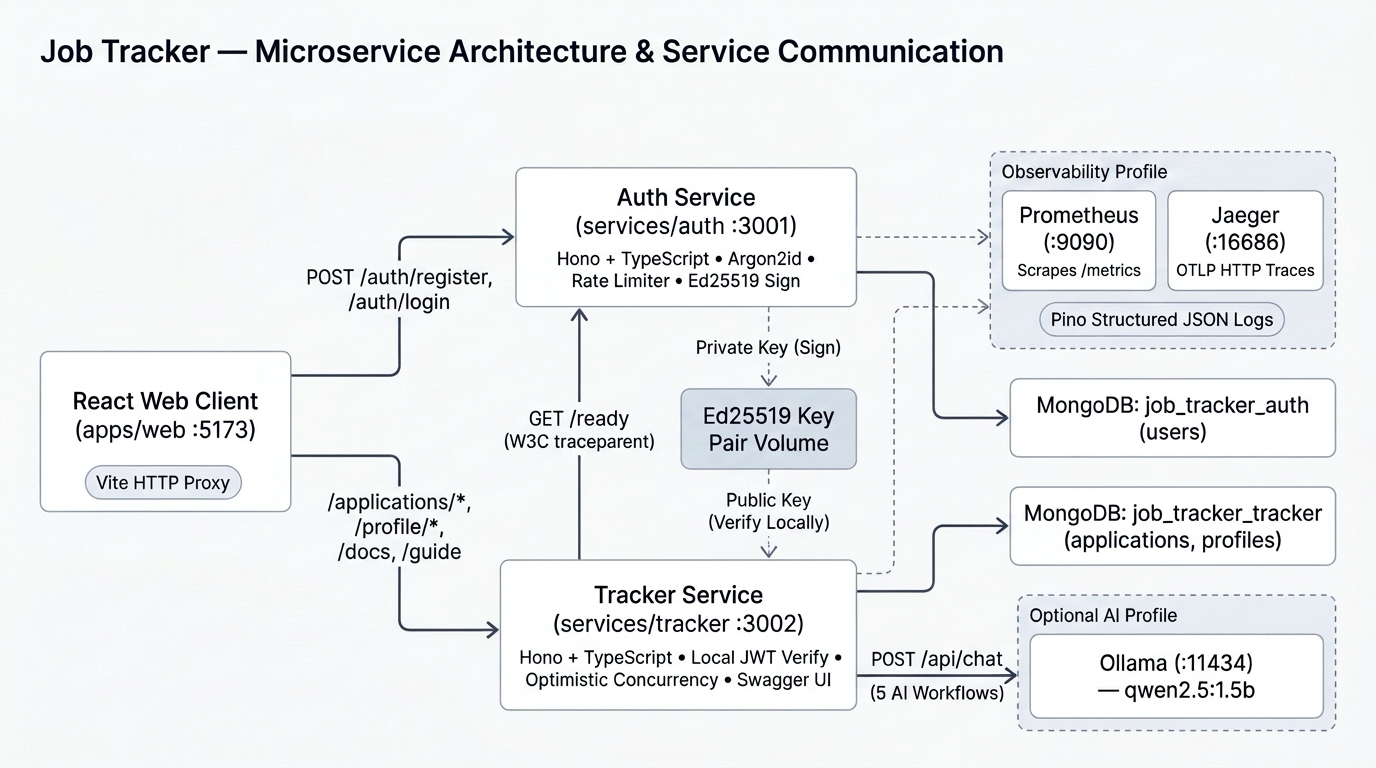 Job Tracker — Microservice Architecture & Service Communication
Auth Service
(services/auth :3001)
Hono + TypeScript • Argon2id •
Rate Limiter • Ed25519 Sign
Observability Profile
Prometheus
(:9090)
Scrapes /metrics
Jaeger
(:16686)
OTLP HTTP Traces
Pino Structured JSON Logs
POST /auth/register,
/auth/login
Private Key (Sign)
React Web Client
(apps/web :5173)
Vite HTTP Proxy
GET /ready
(W3C traceparent)
Ed25519 Key
Pair Volume
MongoDB: job_tracker_auth
(users)
/applications/*,
/profile/*,
/docs, /guide
Public Key
(Verify Locally)
MongoDB: job_tracker_tracker
(applications, profiles)
Tracker Service
(services/tracker :3002)
Hono + TypeScript • Local JWT Verify •
Optimistic Concurrency • Swagger UI
POST /api/chat
(5 AI Workflows)
Optional AI Profile
Ollama (:11434)
— qwen2.5:1.5b